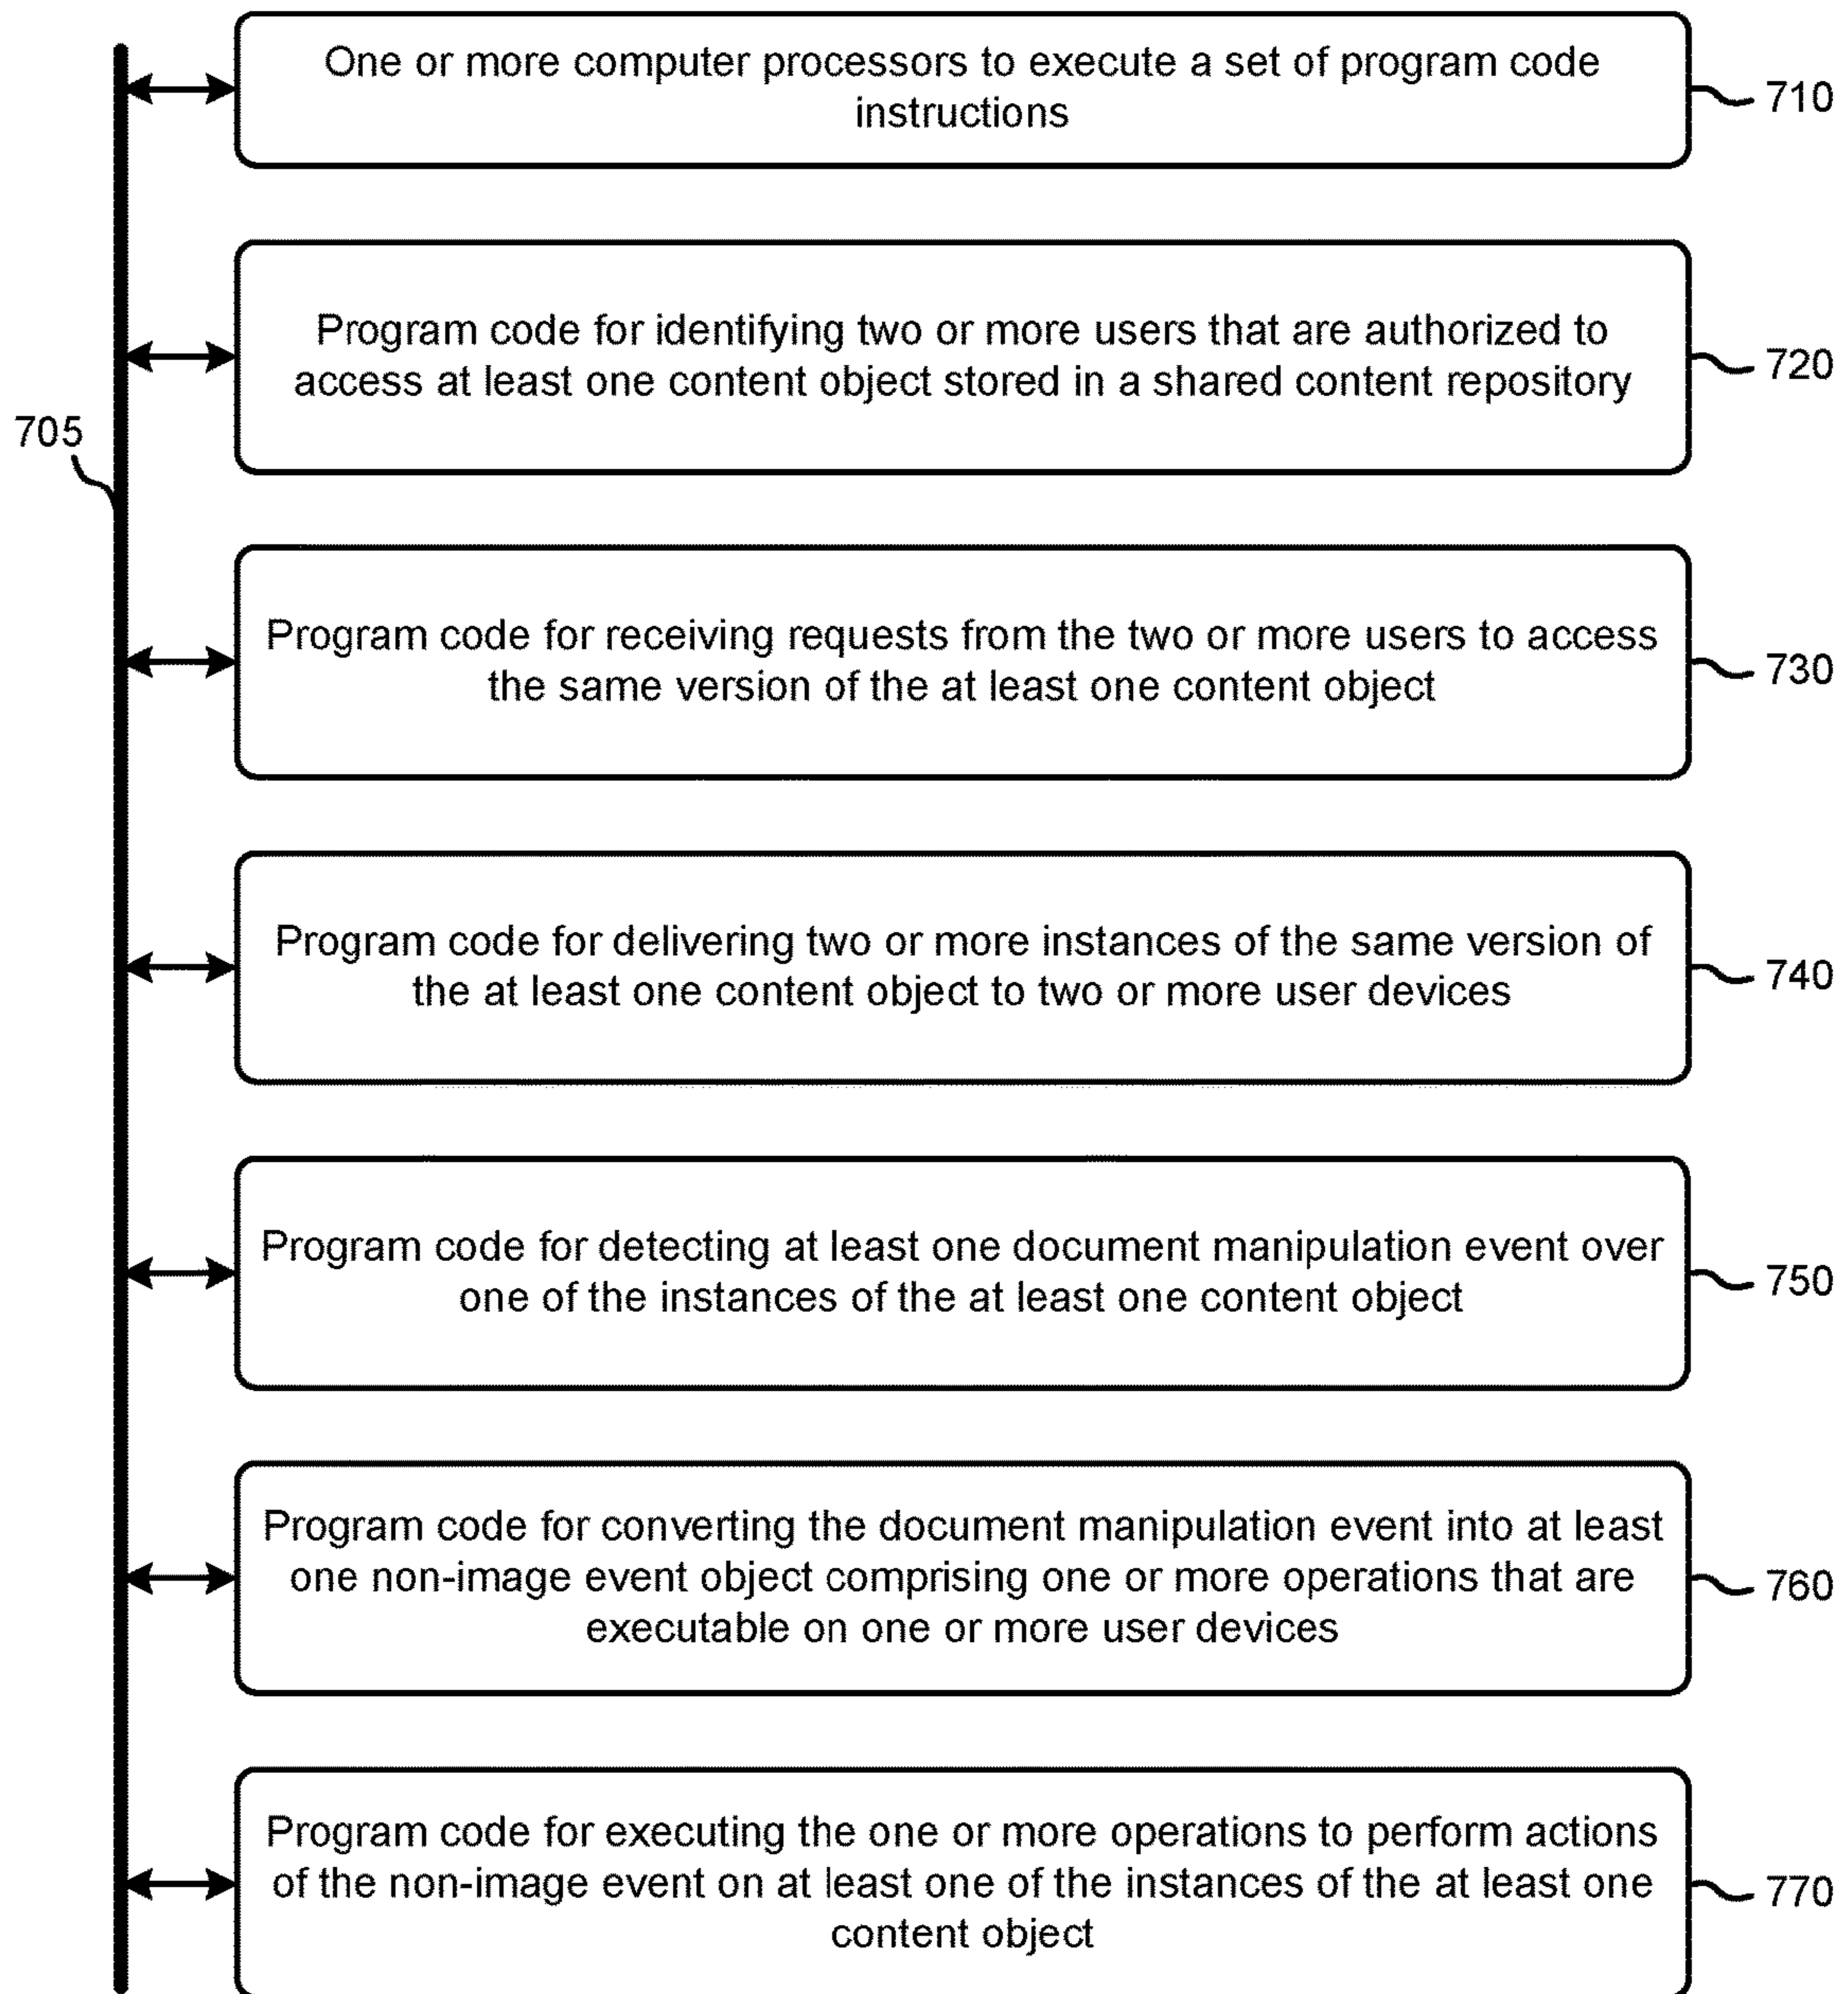 One or more computer processors to execute a set of program code
instructions
710
Program code for identifying two or more users that are authorized to
access at least one content object stored in a shared content repository
720
705
Program code for receiving requests from the two or more users to access
the same version of the at least one content object
730
Program code for delivering two or more instances of the same version of
the at least one content object to two or more user devices
740
Program code for detecting at least one document manipulation event over
one of the instances of the at least one content object
750
Program code for converting the document manipulation event into at least
one non-image event object comprising one or more operations that are
executable on one or more user devices
760
Program code for executing the one or more operations to perform actions
of the non-image event on at least one of the instances of the at least one
content object
770